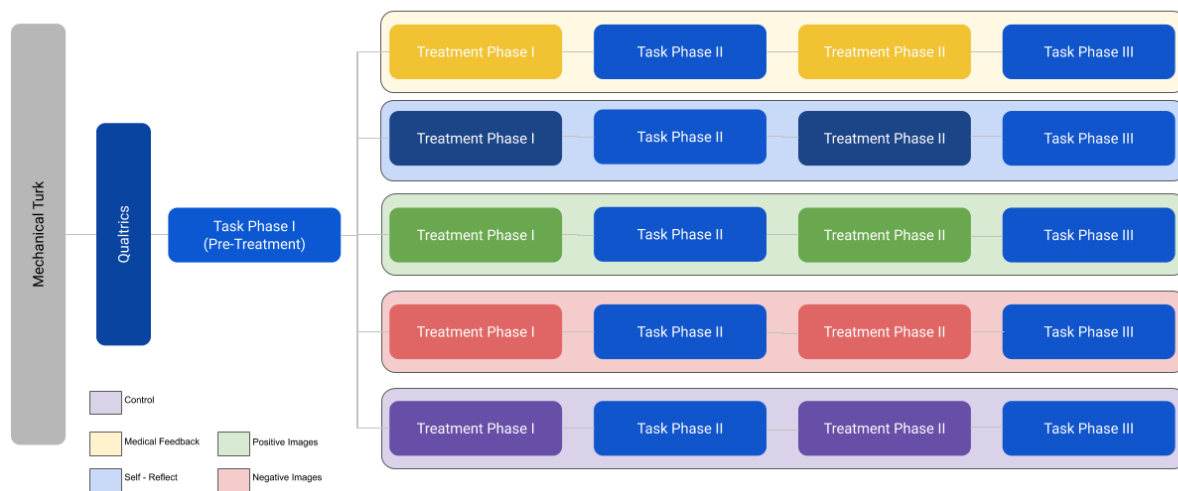 Mechanical Turk
Qualtrics
Task Phase I
(Pre-Treatment)
Treatment Phase I
Task Phase II
Treatment Phase II
Task Phase III
Treatment Phase I
Task Phase II
Treatment Phase II
Task Phase III
Treatment Phase I
Task Phase II
Treatment Phase II
Task Phase III
Treatment Phase I
Task Phase II
Treatment Phase II
Task Phase III
Treatment Phase I
Task Phase II
Treatment Phase II
Task Phase III
Control
Medical Feedback
Positive Images
Self - Reflect
Negative Images